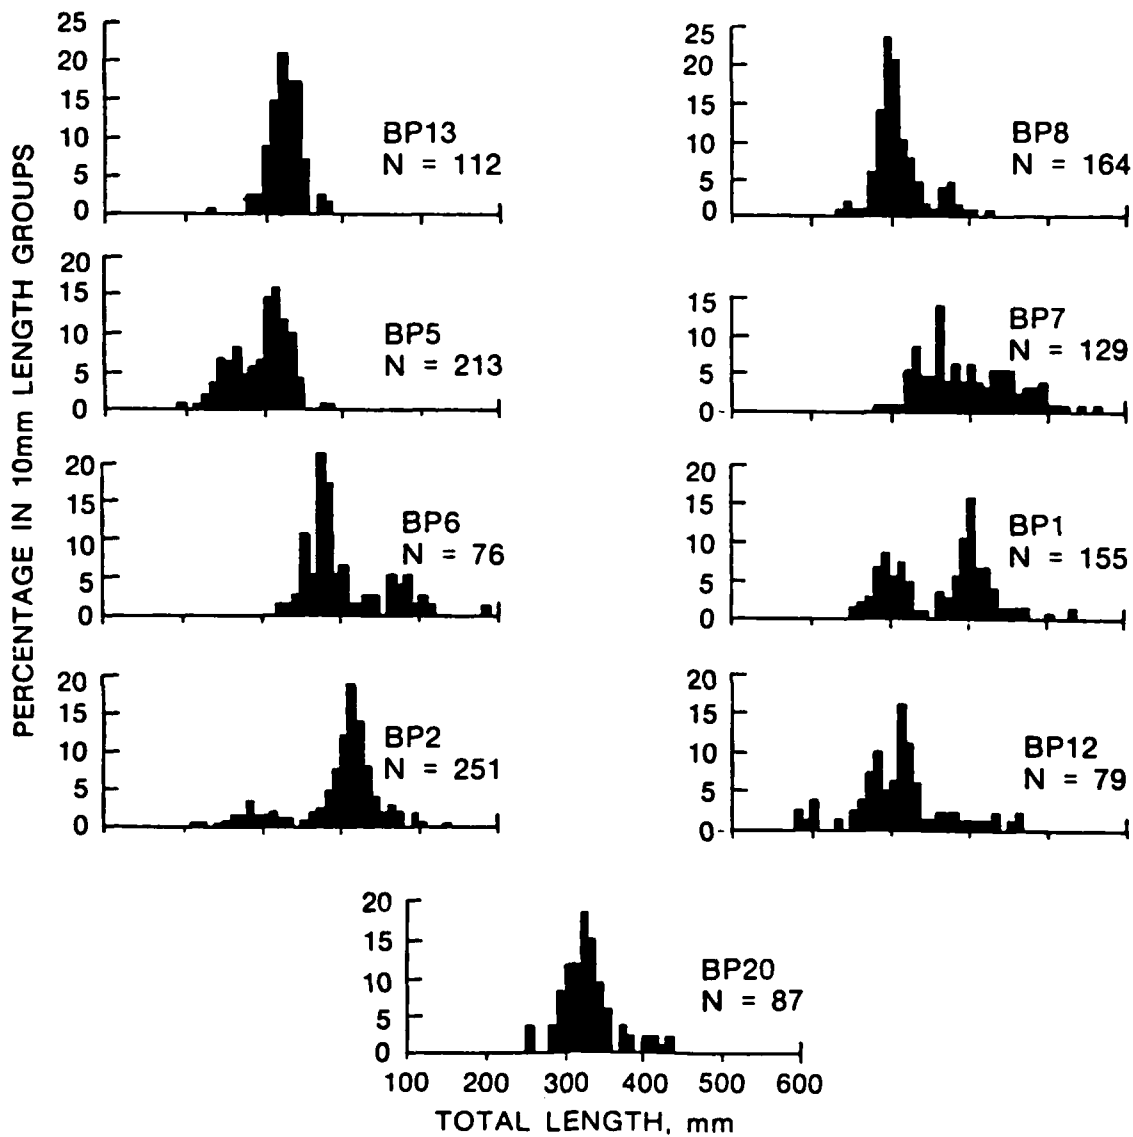 PERCENTAGE IN 10mm LENGTH GROUPS
25
20
15
10
5
0
BP13
N = 112
25
20
15
10
5
0
BP8
N = 164
20
15
10
5
0
BP5
N = 213
15
10
5
0
BP7
N = 129
20
15
10
5
0
BP6
N = 76
20
15
10
5
0
BP1
N = 155
20
15
10
5
0
BP2
N = 251
20
15
10
5
0
BP12
N = 79
20
15
10
5
0
BP20
N = 87
100 200 300 400 500 600
TOTAL LENGTH, mm